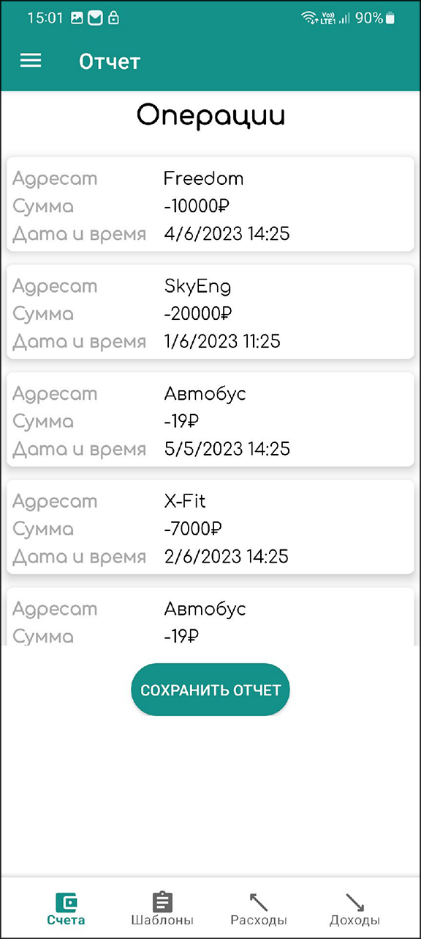 15:01 Vo)) LTE1 90%
Отчет
Операции
Адресат Freedom
Сумма -10000₽
Дата и время 4/6/2023 14:25
Адресат SkyEng
Сумма -20000₽
Дата и время 1/6/2023 11:25
Адресат Автобус
Сумма -19₽
Дата и время 5/5/2023 14:25
Адресат X-Fit
Сумма -7000₽
Дата и время 2/6/2023 14:25
Адресат Автобус
Сумма -19₽
СОХРАНИТЬ ОТЧЕТ
Счета Шаблоны Расходы Доходы